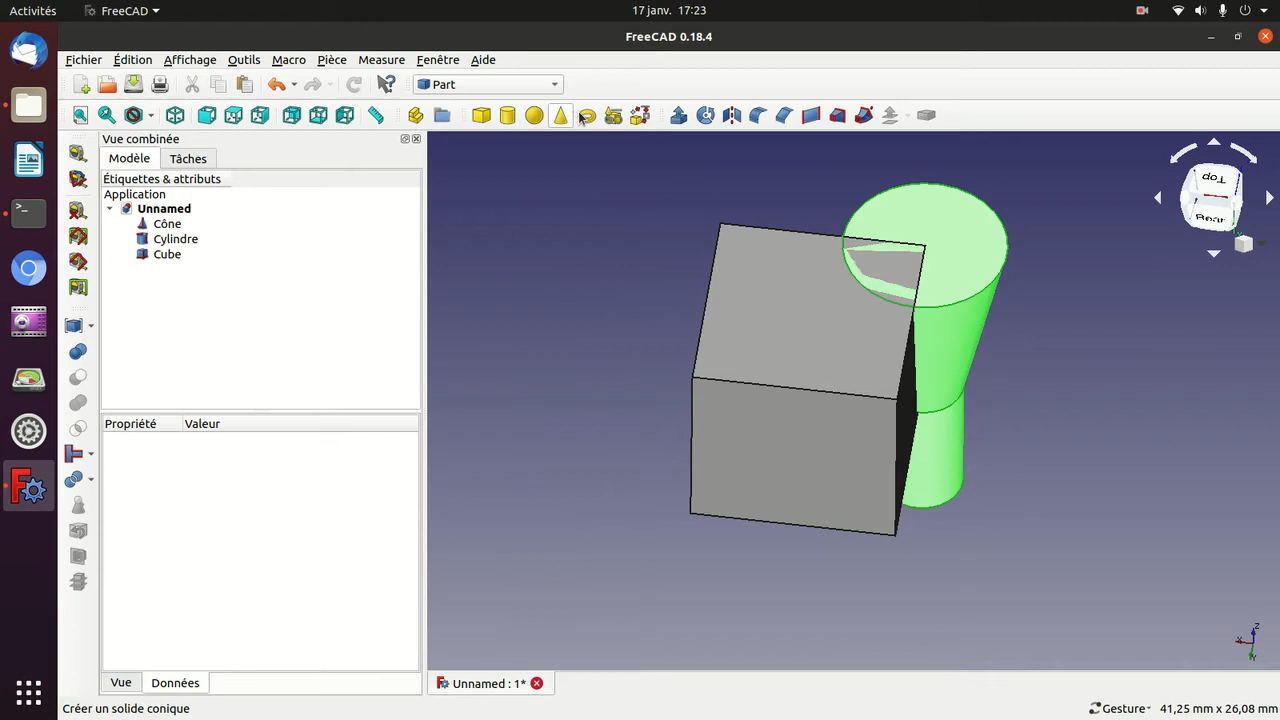 Activités
FreeCAD
17 janv. 17:23
FreeCAD 0.18.4
Fichier Édition Affichage Outils Macro Pièce Mesure Fenêtre Aide
Part
Vue combinée
Modèle Tâches
Étiquettes & attributs
Application
Unnamed
Cône
Cylindre
Cube
Propriété Valeur
Vue Données
Top
Rear
Z
X
Y
Unnamed : 1*
Créer un solide conique
Gesture
41,25 mm x 26,08 mm